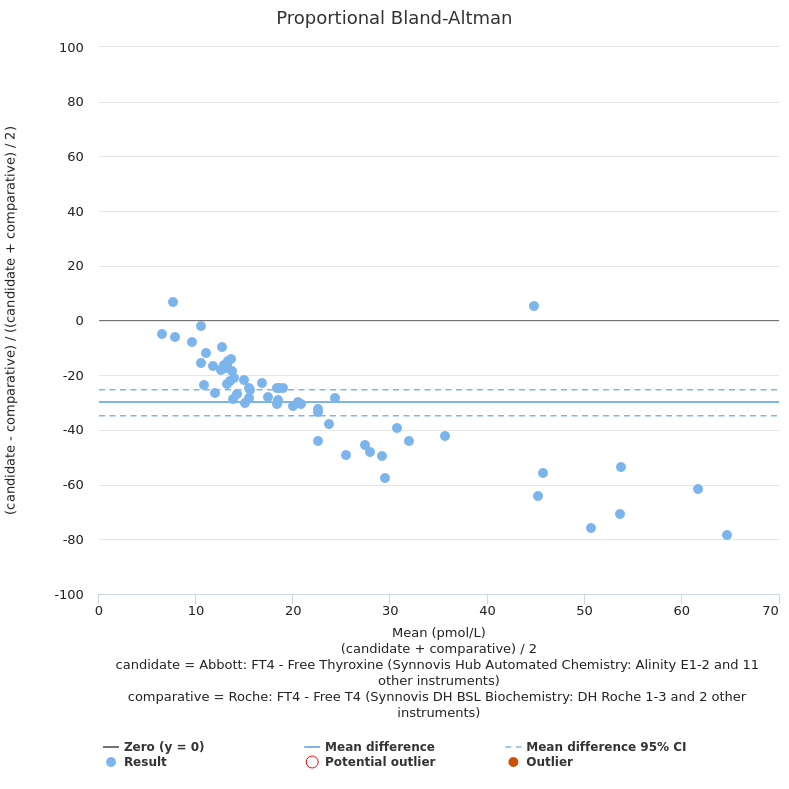 Proportional Bland-Altman
(candidate - comparative) / ((candidate + comparative) / 2)
100
80
60
40
20
0
-20
-40
-60
-80
-100
0 10 20 30 40 50 60 70
Mean (pmol/L)
(candidate + comparative) / 2
candidate = Abbott: FT4 - Free Thyroxine (Synnovis Hub Automated Chemistry: Alinity E1-2 and 11
other instruments)
comparative = Roche: FT4 - Free T4 (Synnovis DH BSL Biochemistry: DH Roche 1-3 and 2 other
instruments)
Zero (y = 0) Mean difference Mean difference 95% CI
Result Potential outlier Outlier